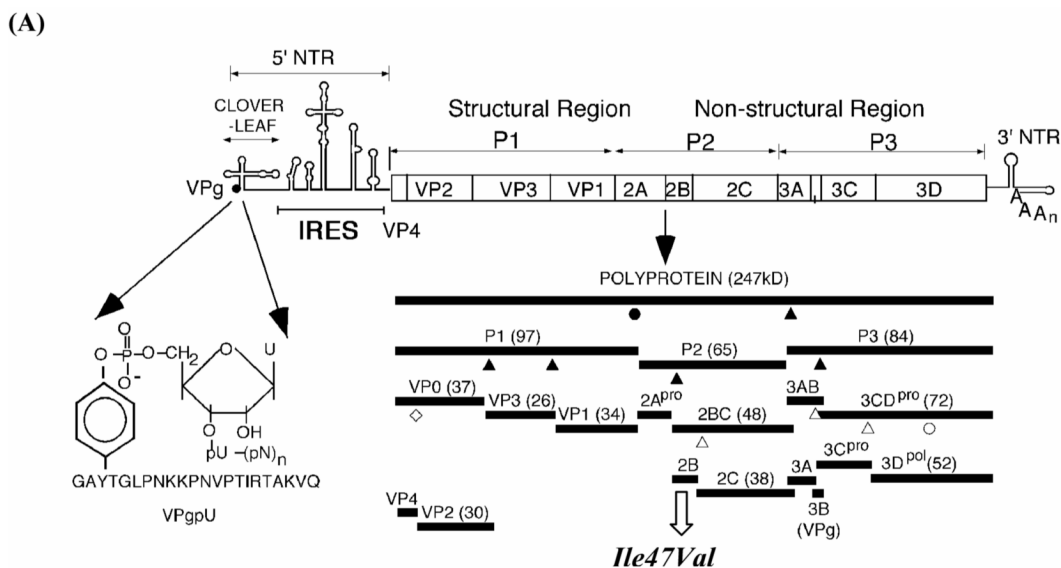 (A)
5' NTR
CLOVER
-LEAF
Structural Region
Non-structural Region
P1
P2
P3
3' NTR
VPg
VP2
VP3
VP1
2A
2B
2C
3A
3C
3D
A
A
An
IRES
VP4
POLYPROTEIN (247kD)
P1 (97)
P2 (65)
P3 (84)
VP0 (37)
VP3 (26)
VP1 (34)
2Apro
2BC (48)
3AB
3CDpro (72)
2B
2C (38)
3A
3Cpro
3Dpol (52)
3B
(VPg)
VP4
VP2 (30)
Ile47Val
O
O
P
O
CH2
O
U
O-
O
OH
pU –(pN)n
GAYTGLPNKKPNVPTIRTAKVQ
VPgpU